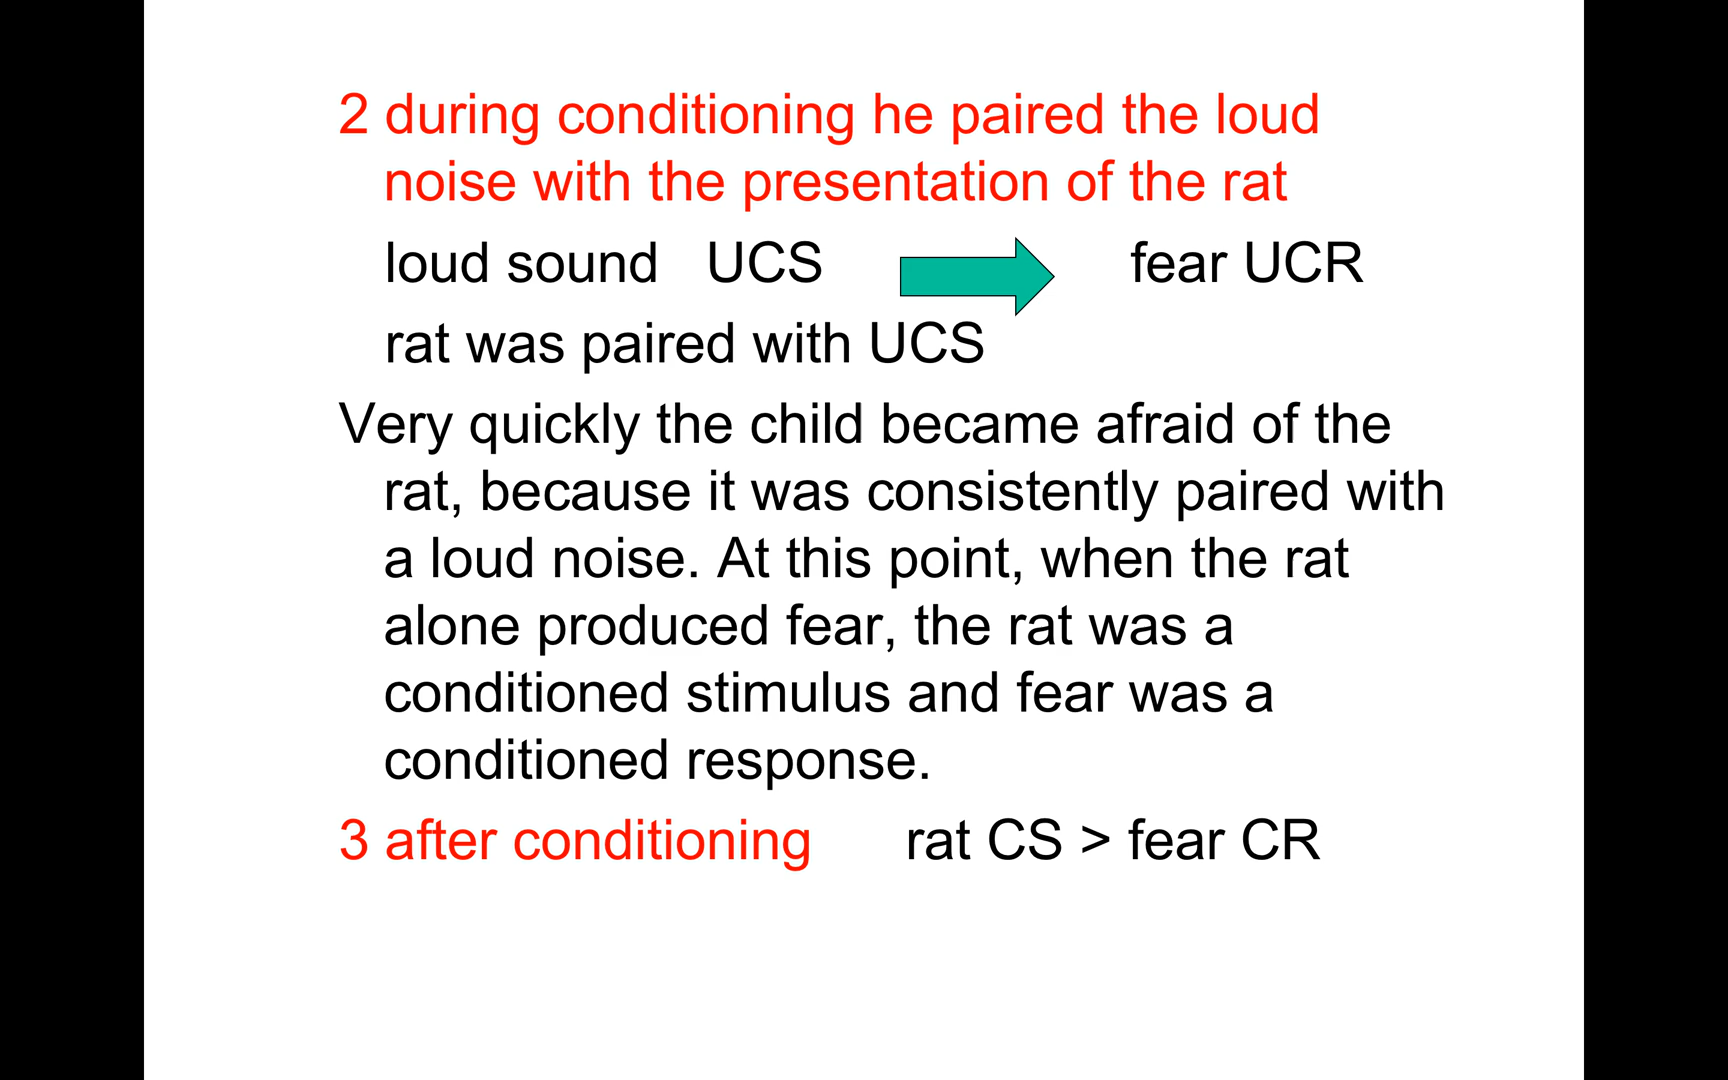 2 during conditioning he paired the loud
noise with the presentation of the rat
loud sound UCS fear UCR
rat was paired with UCS
Very quickly the child became afraid of the
rat, because it was consistently paired with
a loud noise. At this point, when the rat
alone produced fear, the rat was a
conditioned stimulus and fear was a
conditioned response.
3 after conditioning rat CS > fear CR